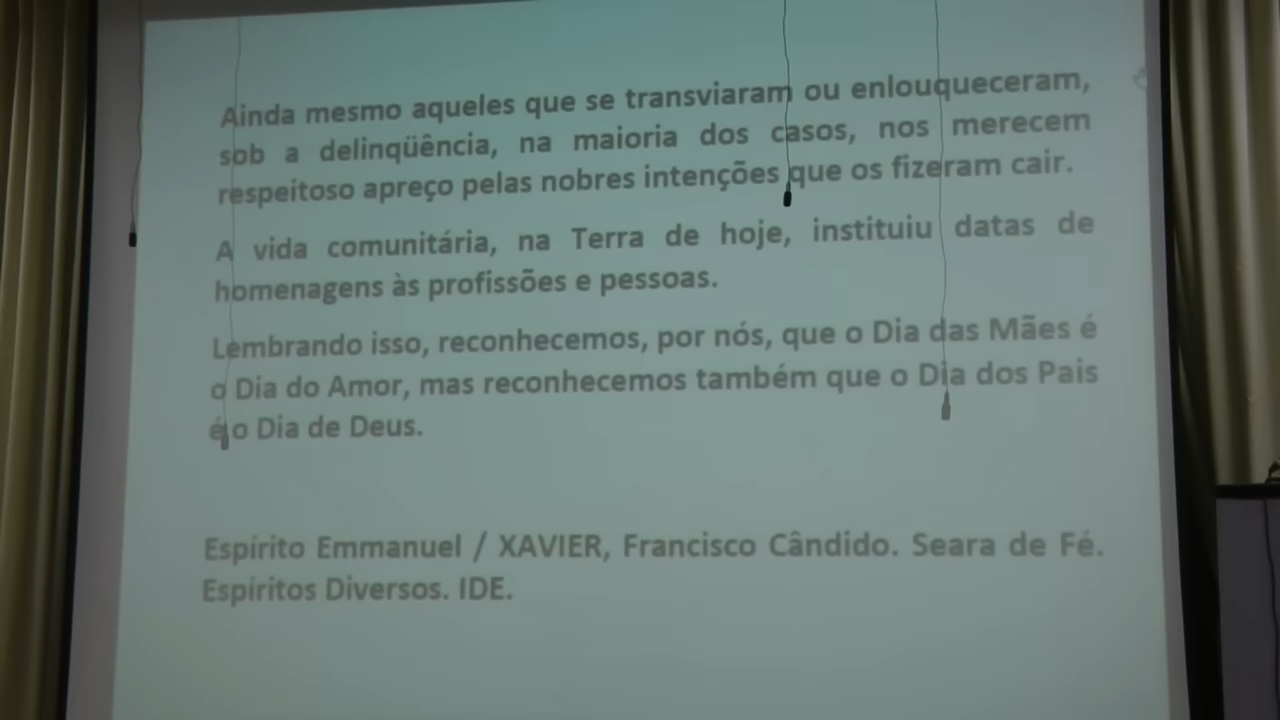 Ainda mesmo aqueles que se transviaram ou enlouqueceram,
sob a delinqüência, na maioria dos casos, nos merecem
respeitoso apreço pelas nobres intenções que os fizeram cair.
A vida comunitária, na Terra de hoje, instituiu datas de
homenagens às profissões e pessoas.
Lembrando isso, reconhecemos, por nós, que o Dia das Mães é
o Dia do Amor, mas reconhecemos também que o Dia dos Pais
é o Dia de Deus.
Espírito Emmanuel / XAVIER, Francisco Cândido. Seara de Fé.
Espíritos Diversos. IDE.